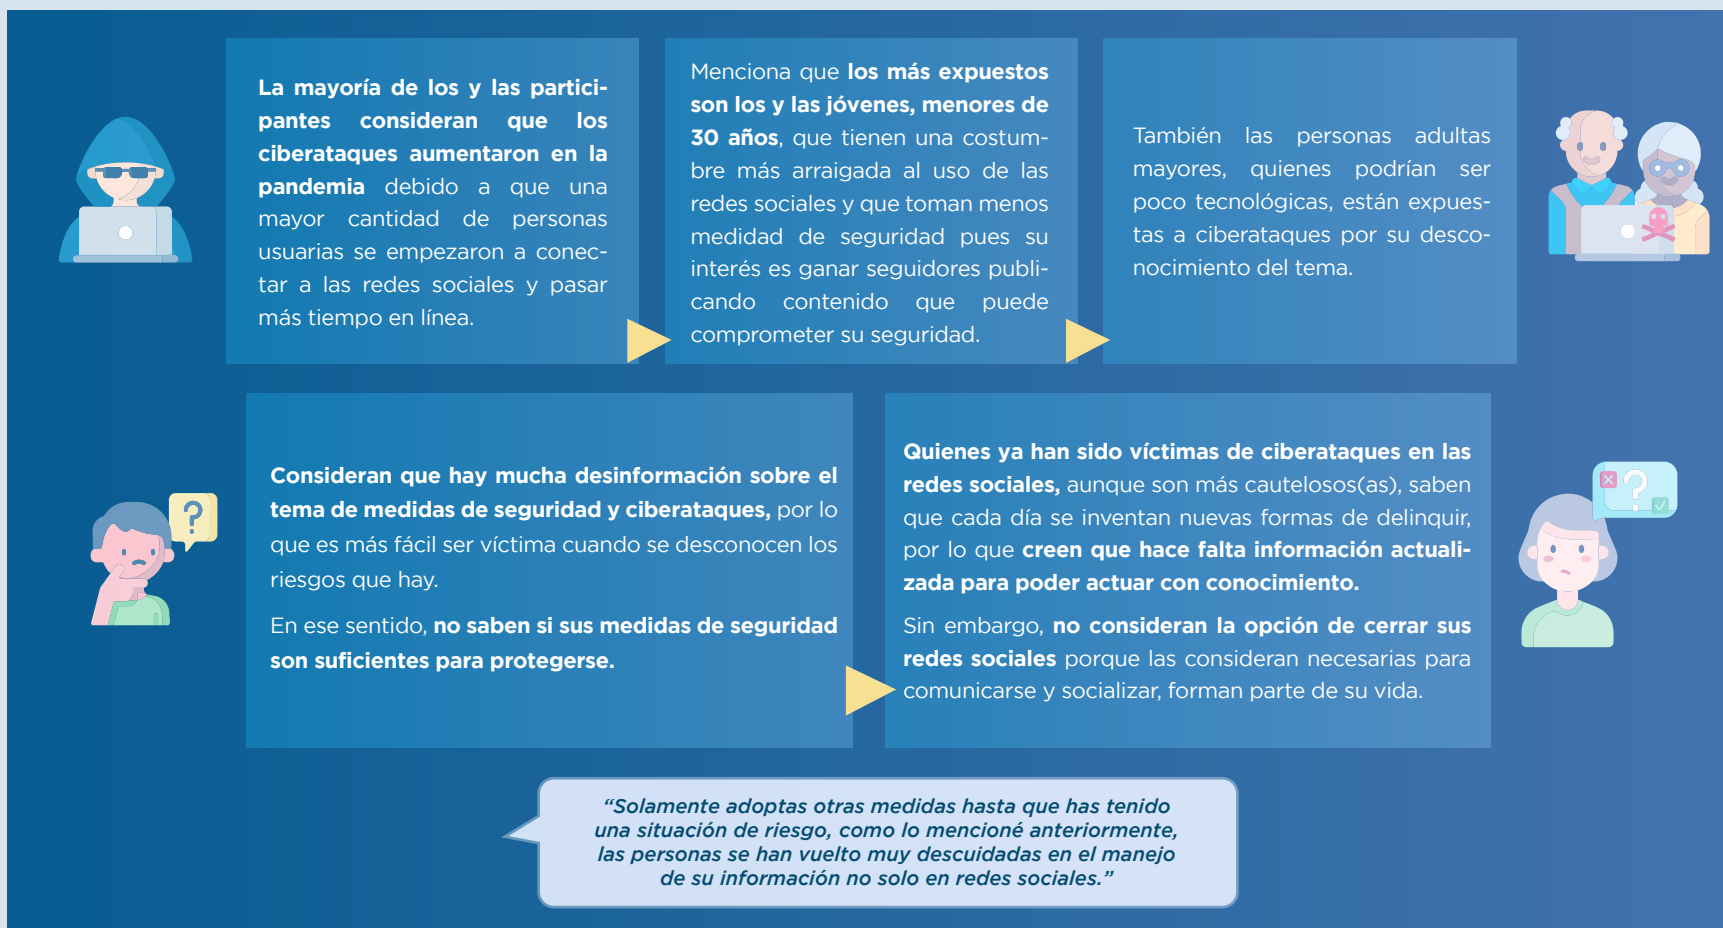 La mayoría de los y las partici-
pantes consideran que los
ciberataques aumentaron en la
pandemia debido a que una
mayor cantidad de personas
usuarias se empezaron a conec-
tar a las redes sociales y pasar
más tiempo en línea.
Menciona que los más expuestos
son los y las jóvenes, menores de
30 años, que tienen una costum-
bre más arraigada al uso de las
redes sociales y que toman menos
medidad de seguridad pues su
interés es ganar seguidores publi-
cando contenido que puede
comprometer su seguridad.
También las personas adultas
mayores, quienes podrían ser
poco tecnológicas, están expues-
tas a ciberataques por su desco-
nocimiento del tema.
Consideran que hay mucha desinformación sobre el
tema de medidas de seguridad y ciberataques, por lo
que es más fácil ser víctima cuando se desconocen los
riesgos que hay.
En ese sentido, no saben si sus medidas de seguridad
son suficientes para protegerse.
Quienes ya han sido víctimas de ciberataques en las
redes sociales, aunque son más cautelosos(as), saben
que cada día se inventan nuevas formas de delinquir,
por lo que creen que hace falta información actuali-
zada para poder actuar con conocimiento.
Sin embargo, no consideran la opción de cerrar sus
redes sociales porque las consideran necesarias para
comunicarse y socializar, forman parte de su vida.
“Solamente adoptas otras medidas hasta que has tenido
una situación de riesgo, como lo mencioné anteriormente,
las personas se han vuelto muy descuidadas en el manejo
de su información no solo en redes sociales.”